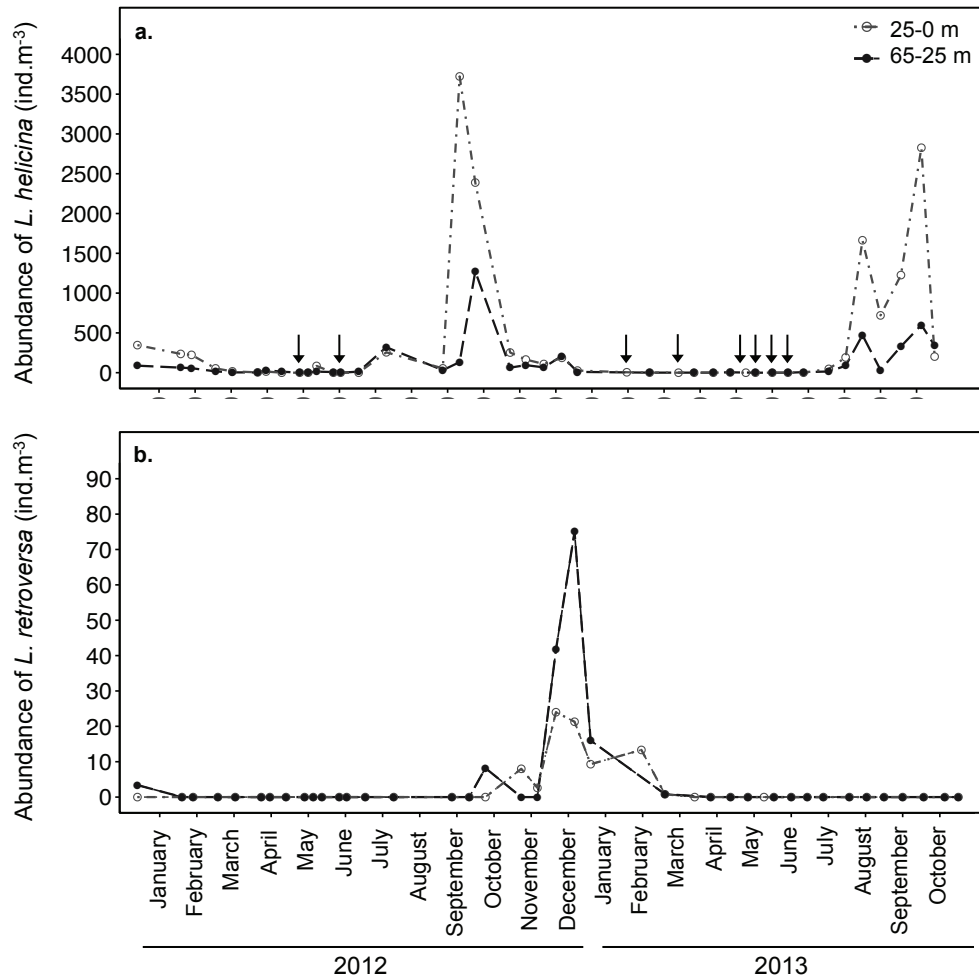 a.
25-0 m
65-25 m
Abundance of L. helicina (ind.m-3)
4000
3500
3000
2500
2000
1500
1000
500
0
b.
Abundance of L. retroversa (ind.m-3)
90
80
70
60
50
40
30
20
10
0
January
February
March
April
May
June
July
August
September
October
November
December
January
February
March
April
May
June
July
August
September
October
2012
2013